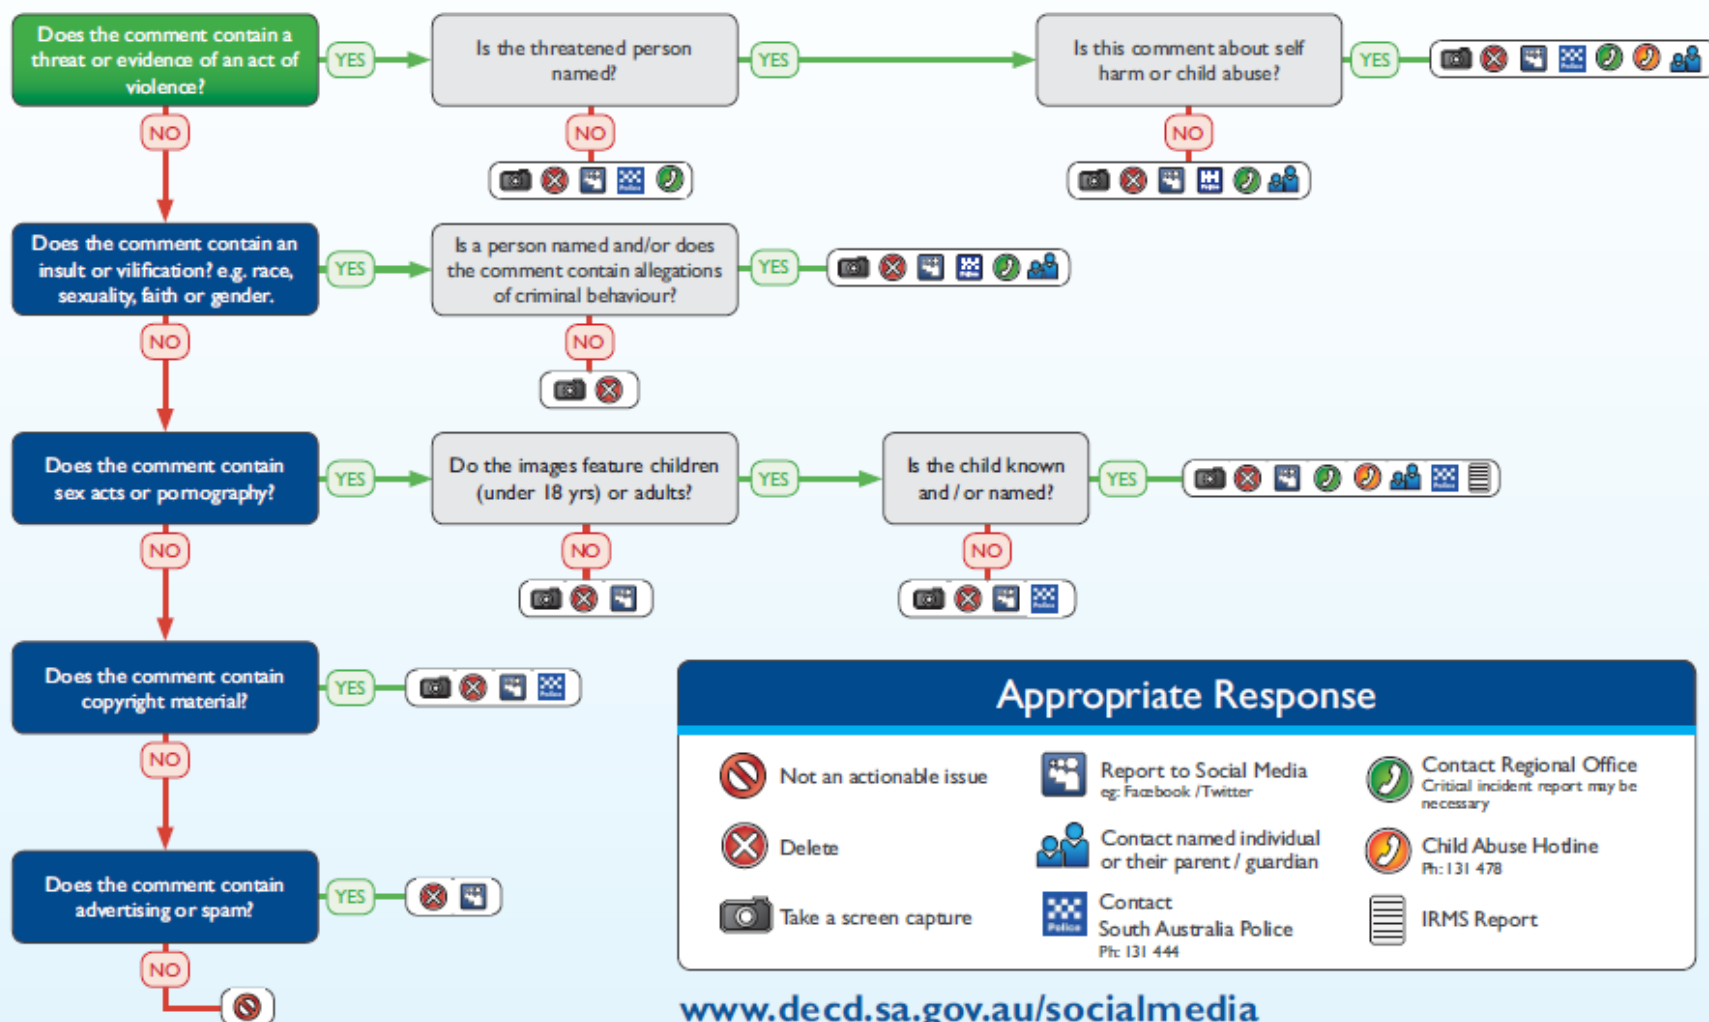 Does the comment contain a
threat or evidence of an act of
violence?
YES
Is the threatened person
named?
YES
Is this comment about self
harm or child abuse?
YES
NO
NO
NO
Police
Police
Does the comment contain an
insult or vilification? e.g. race,
sexuality, faith or gender.
YES
Is a person named and/or does
the comment contain allegations
of criminal behaviour?
YES
NO
NO
Does the comment contain
sex acts or pornography?
YES
Do the images feature children
(under 18 yrs) or adults?
YES
Is the child known
and / or named?
YES
NO
NO
NO
Police
Does the comment contain
copyright material?
YES
Police
NO
Does the comment contain
advertising or spam?
YES
NO
Appropriate Response
Not an actionable issue
Delete
Take a screen capture
Report to Social Media
eg: Facebook /Twitter
Contact named individual
or their parent / guardian
Police
Contact
South Australia Police
Ph: 131 444
Contact Regional Office
Critical incident report may be
necessary
Child Abuse Hotline
Ph: 131 478
IRMS Report
www.decd.sa.gov.au/socialmedia